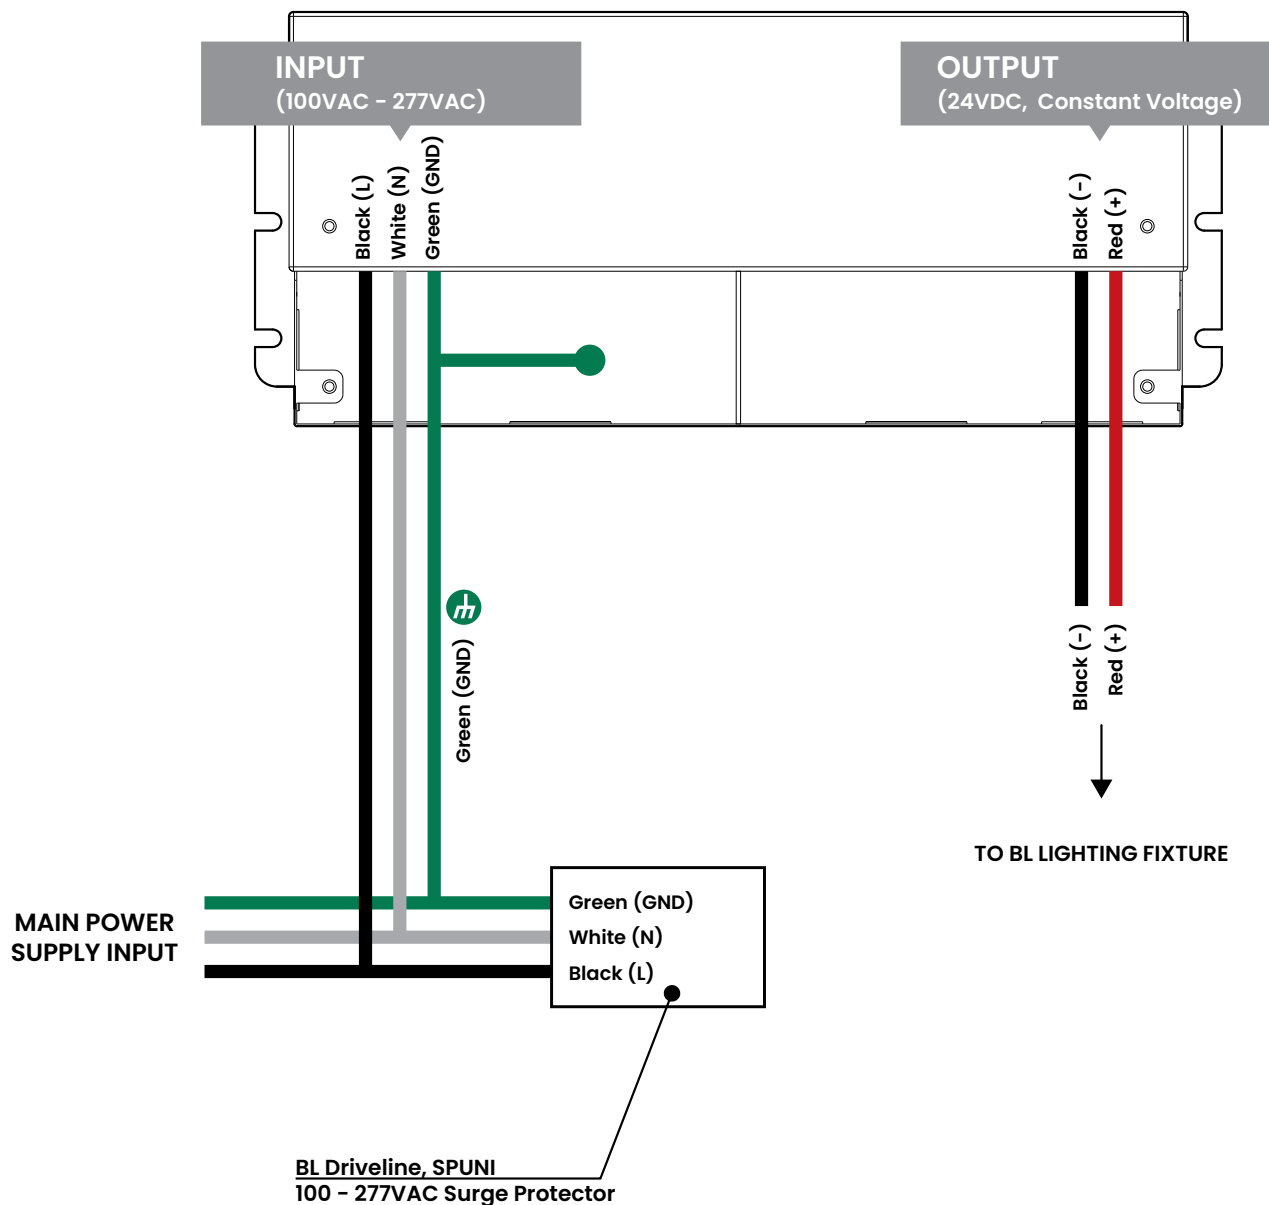 INPUT
(100VAC - 277VAC)
OUTPUT
(24VDC, Constant Voltage)
Black (L)
White (N)
Green (GND)
Black (-)
Red (+)
Green (GND)
Black (-)
Red (+)
TO BL LIGHTING FIXTURE
MAIN POWER
SUPPLY INPUT
Green (GND)
White (N)
Black (L)
BL Driveline, SPUNI
100 - 277VAC Surge Protector